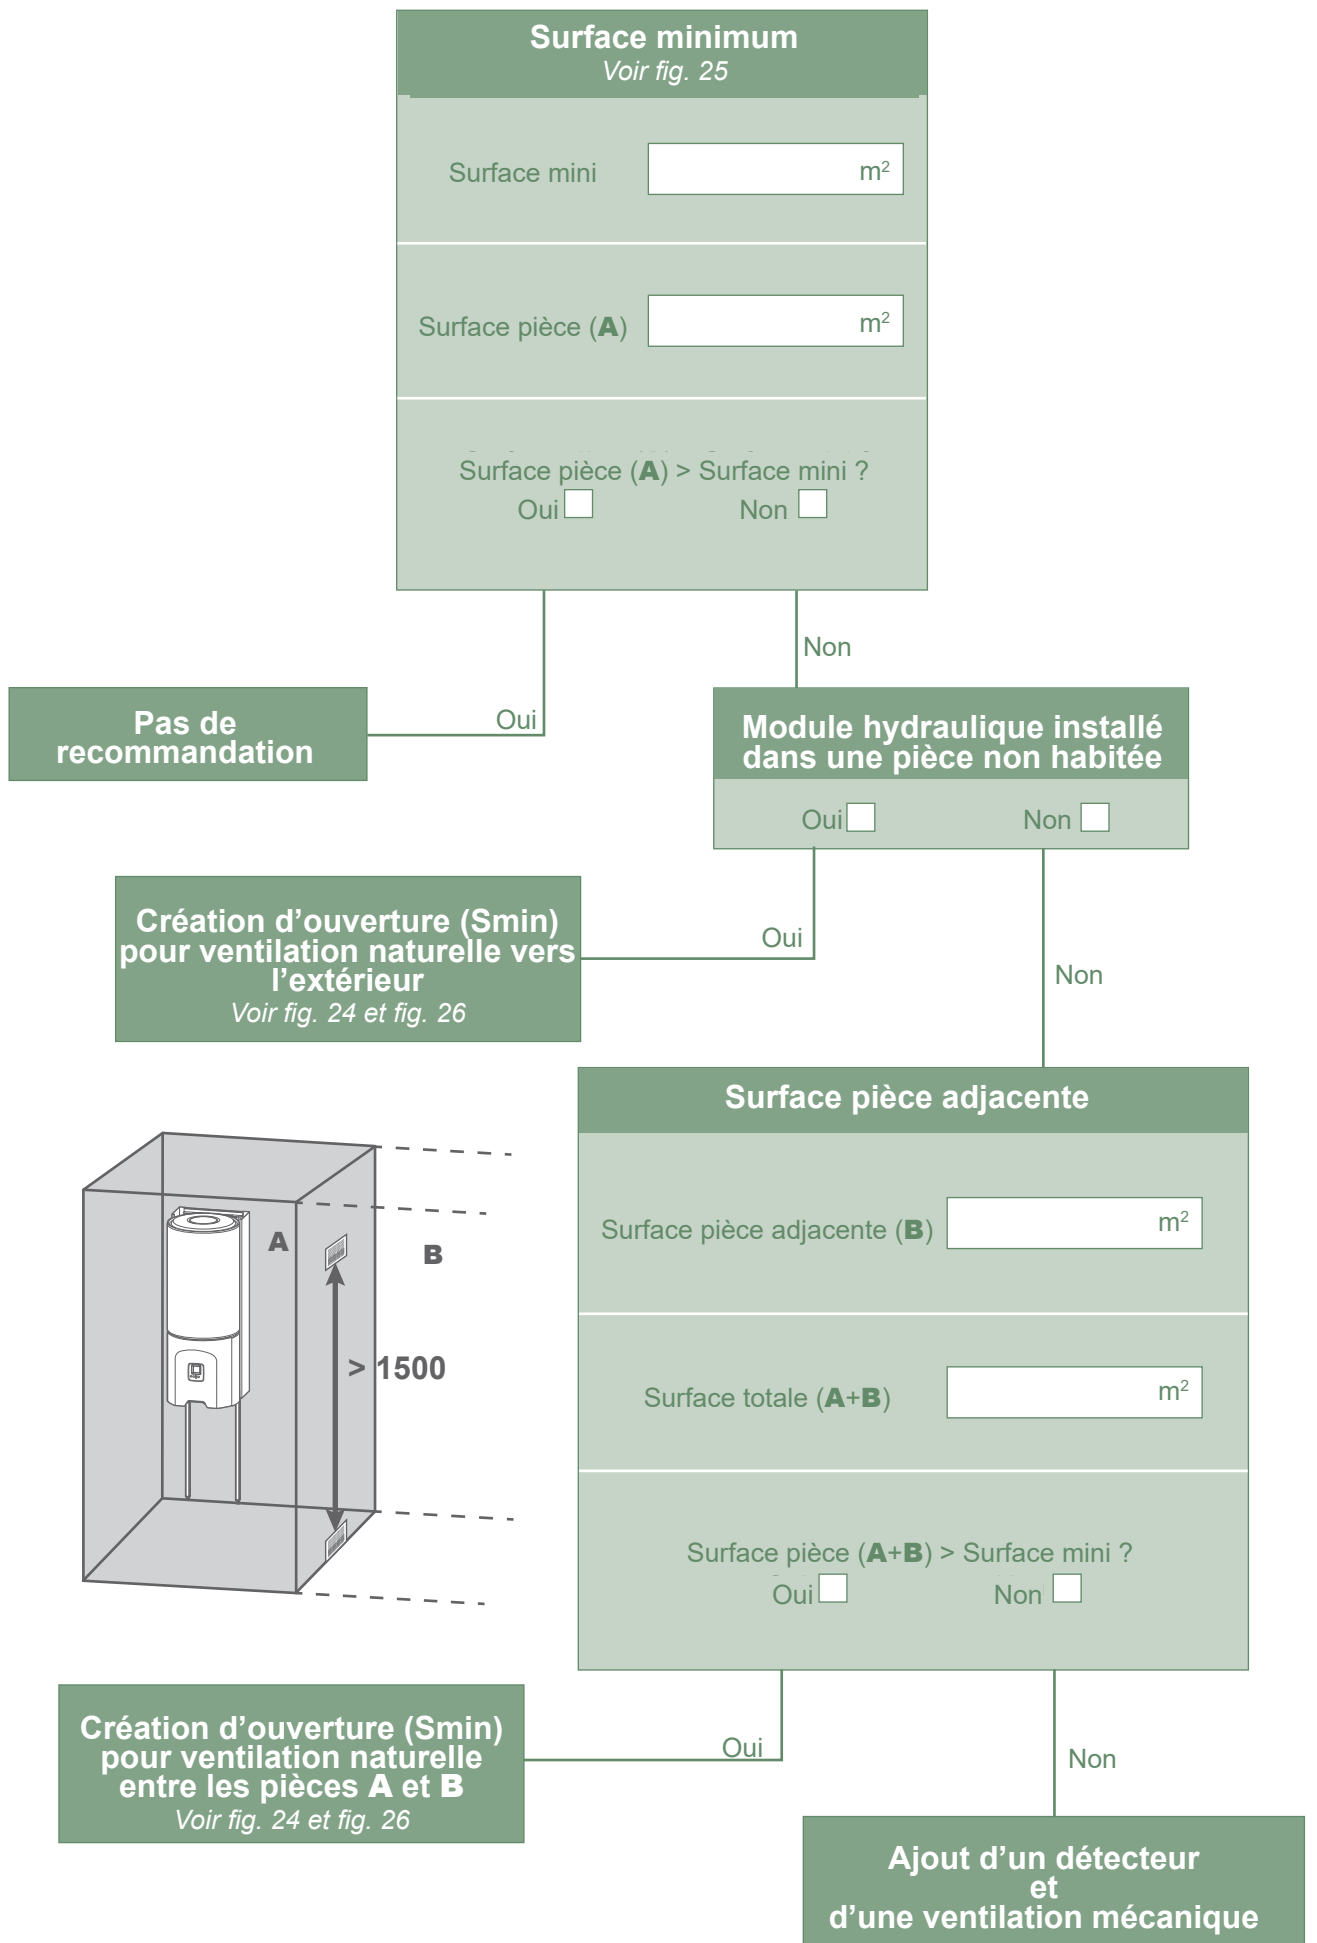 Surface minimum
Voir fig. 25
Surface mini
m²
Surface pièce (A)
m²
Surface pièce (A) > Surface mini ?
Oui
Non
Non
Oui
Pas de
recommandation
Module hydraulique installé
dans une pièce non habitée
Oui
Non
Création d’ouverture (Smin)
pour ventilation naturelle vers
l’extérieur
Voir fig. 24 et fig. 26
Oui
Non
Surface pièce adjacente
Surface pièce adjacente (B)
m²
Surface totale (A+B)
m²
Surface pièce (A+B) > Surface mini ?
Oui
Non
A
B
> 1500
Création d’ouverture (Smin)
pour ventilation naturelle
entre les pièces A et B
Voir fig. 24 et fig. 26
Oui
Non
Ajout d’un détecteur
et
d’une ventilation mécanique